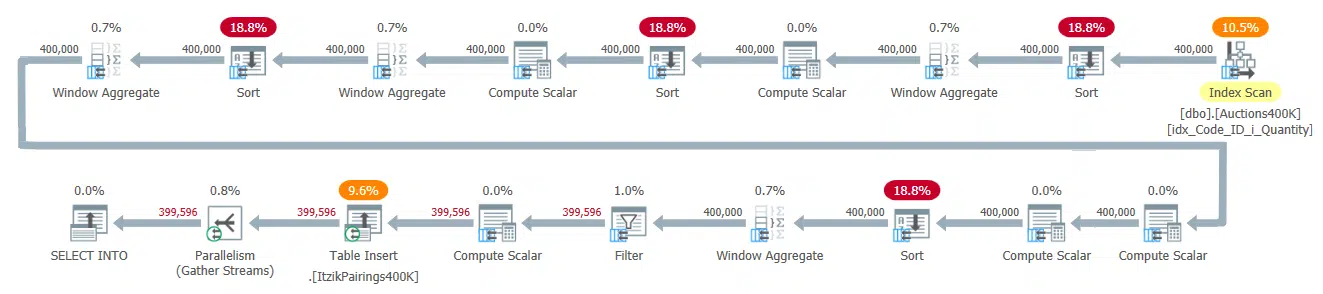 0.7% 18.8% 0.7% 0.0% 18.8% 0.0% 0.7% 18.8% 10.5%
400,000 400,000 400,000 400,000 400,000 400,000 400,000 400,000 400,000
Window Aggregate Sort Window Aggregate Compute Scalar Sort Compute Scalar Window Aggregate Sort Index Scan
[dbo].[Auctions400K]
[idx_Code_ID_i_Quantity]
0.0% 0.8% 9.6% 0.0% 1.0% 0.7% 18.8% 0.0% 0.0%
399,596 399,596 399,596 399,596 400,000 400,000 400,000 400,000
SELECT INTO Parallelism Table Insert Compute Scalar Filter Window Aggregate Sort Compute Scalar Compute Scalar
(Gather Streams) .[ItzikPairings400K]